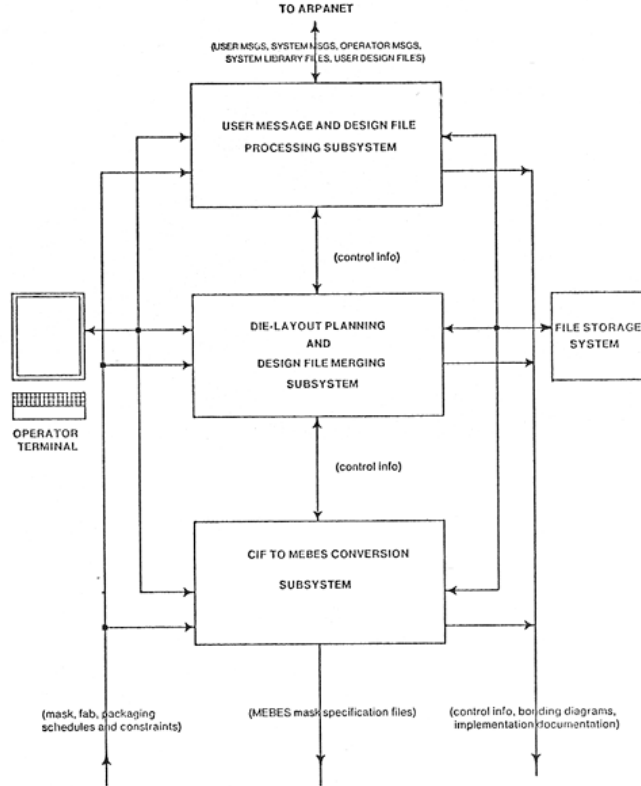 TO ARPANET
(USER MSGS, SYSTEM MSGS, OPERATOR MSGS,
SYSTEM LIBRARY FILES, USER DESIGN FILES)
USER MESSAGE AND DESIGN FILE
PROCESSING SUBSYSTEM
(control info)
DIE-LAYOUT PLANNING
AND
DESIGN FILE MERGING
SUBSYSTEM
FILE STORAGE
SYSTEM
OPERATOR
TERMINAL
(control info)
CIF TO MEBES CONVERSION
SUBSYSTEM
(mask, fab, packaging
schedules and constraints)
(MEBES mask specification files)
(control info, bonding diagrams,
implementation documentation)